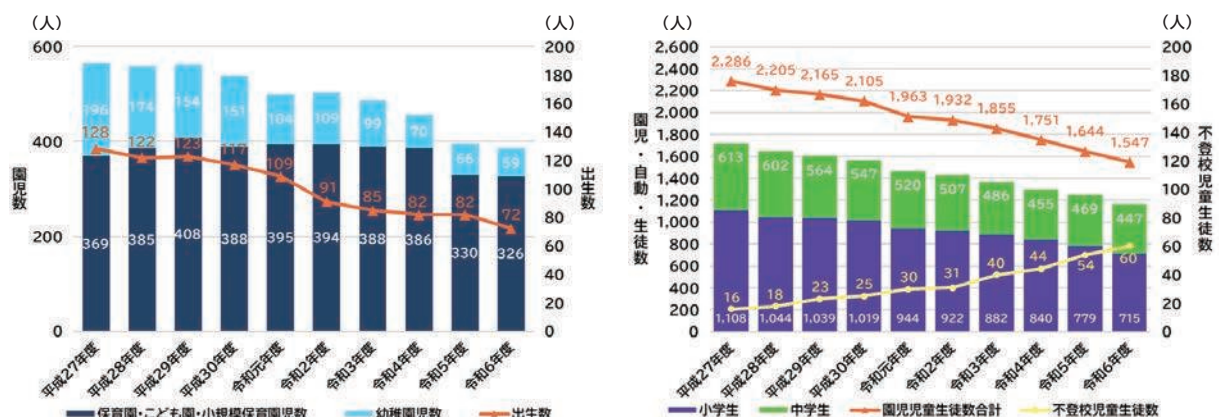 (人) (人)
600
400
200
0
園児数
200
180
160
140
120
100
80
60
40
20
0
出生数
196 174 154 151 104 109 99 70 66 59
128 122 123 117 109 91 85 82 82 72
369 385 408 388 395 394 388 386 330 326
平成27年度 平成28年度 平成29年度 平成30年度 令和元年度 令和2年度 令和3年度 令和4年度 令和5年度 令和6年度
保育園・こども園・小規模保育園児数 幼稚園児数 出生数
(人) (人)
2,600
2,400
2,200
2,000
1,800
1,600
1,400
1,200
1,000
800
600
400
200
0
園児・自動・生徒数
200
180
160
140
120
100
80
60
40
20
0
不登校児童生徒数
2,286 2,205 2,165 2,105 1,963 1,932 1,855 1,751 1,644 1,547
613 602 564 547 520 507 486 455 469 447
16 18 23 25 30 31 40 44 54 60
1,108 1,044 1,039 1,019 944 922 882 840 779 715
平成27年度 平成28年度 平成29年度 平成30年度 令和元年度 令和2年度 令和3年度 令和4年度 令和5年度 令和6年度
小学生 中学生 園児児童生徒数合計 不登校児童生徒数